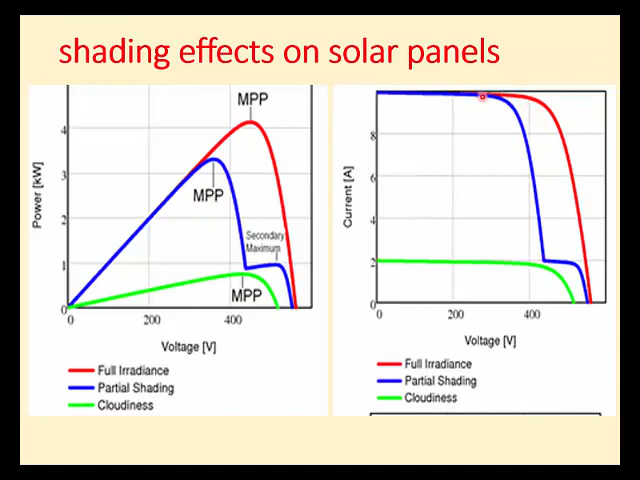 shading effects on solar panels
MPP
4
3
2
1
0
Power [kW]
MPP
Secondary
Maximum
MPP
0
200
400
Voltage [V]
Full Irradiance
Partial Shading
Cloudiness
8
6
4
2
0
Current [A]
0
200
400
Voltage [V]
Full Irradiance
Partial Shading
Cloudiness